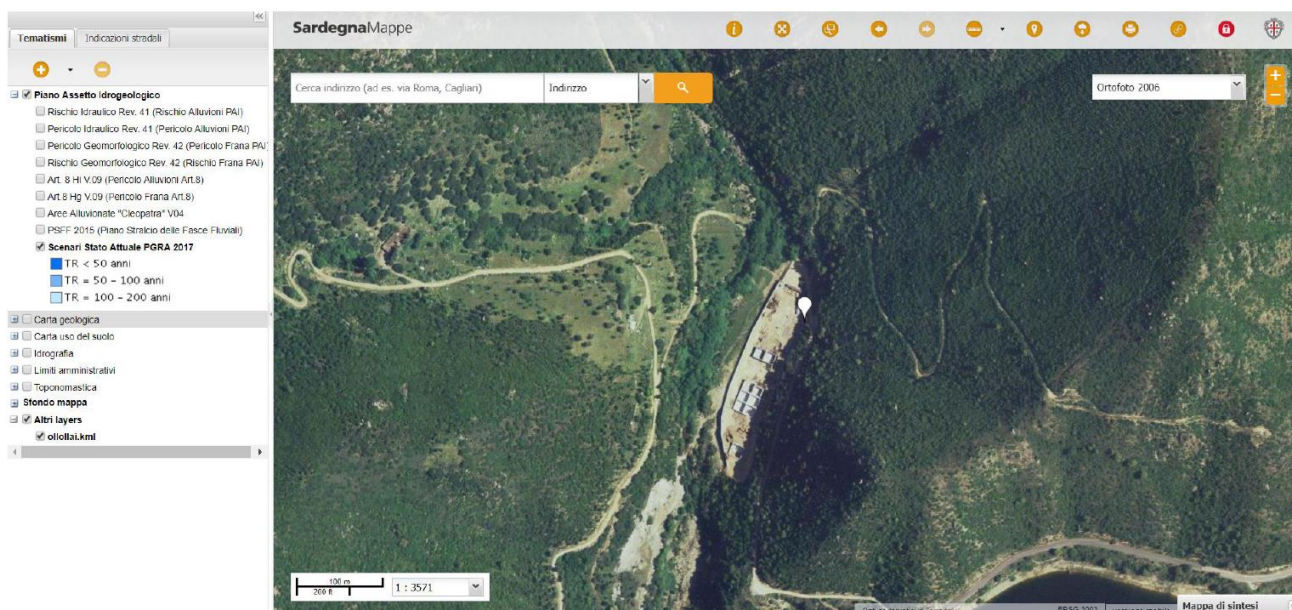 SardegnaMappe
Tematismi
Indicazioni stradali
Cerca indirizzo (ad es. via Roma, Cagliari)
Indirizzo
Ortofoto 2006
Piano Assetto Idrogeologico
Rischio Idraulico Rev. 41 (Rischio Alluvioni PAI)
Pericolo Idraulico Rev. 41 (Pericolo Alluvioni PAI)
Pericolo Geomorfologico Rev. 42 (Pericolo Frana PAI)
Rischio Geomorfologico Rev. 42 (Rischio Frana PAI)
Art. 8 Hi V.09 (Pericolo Alluvioni Art.8)
Art.8 Hg V.09 (Pericolo Frana Art.8)
Aree Alluvionate "Cleopatra" V04
PSFF 2015 (Piano Stralcio delle Fasce Fluviali)
Scenari Stato Attuale PGRA 2017
TR < 50 anni
TR = 50 – 100 anni
TR = 100 – 200 anni
Carta geologica
Carta uso del suolo
Idrografia
Limiti amministrativi
Toponomastica
Sfondo mappa
Altri layers
ollollai.kml
100 m
200 ft
1 : 3571
Mappa di sintesi